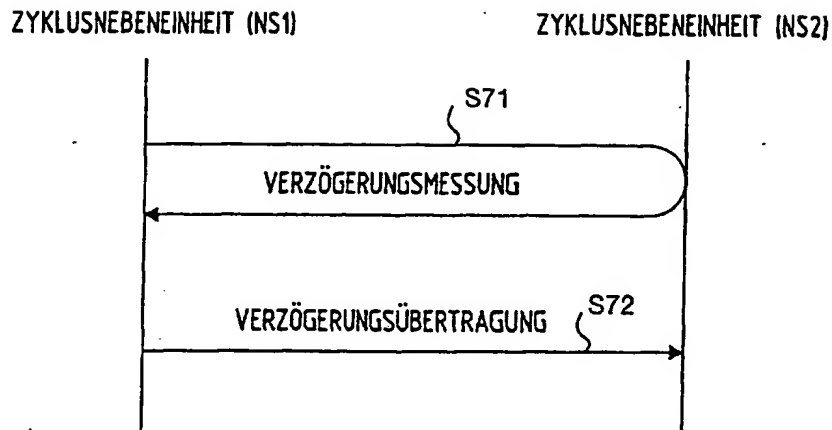 ZYKLUSNEBENEINHEIT (NS1)
ZYKLUSNEBENEINHEIT (NS2)
S71
VERZÖGERUNGSMESSUNG
VERZÖGERUNGSÜBERTRAGUNG
S72